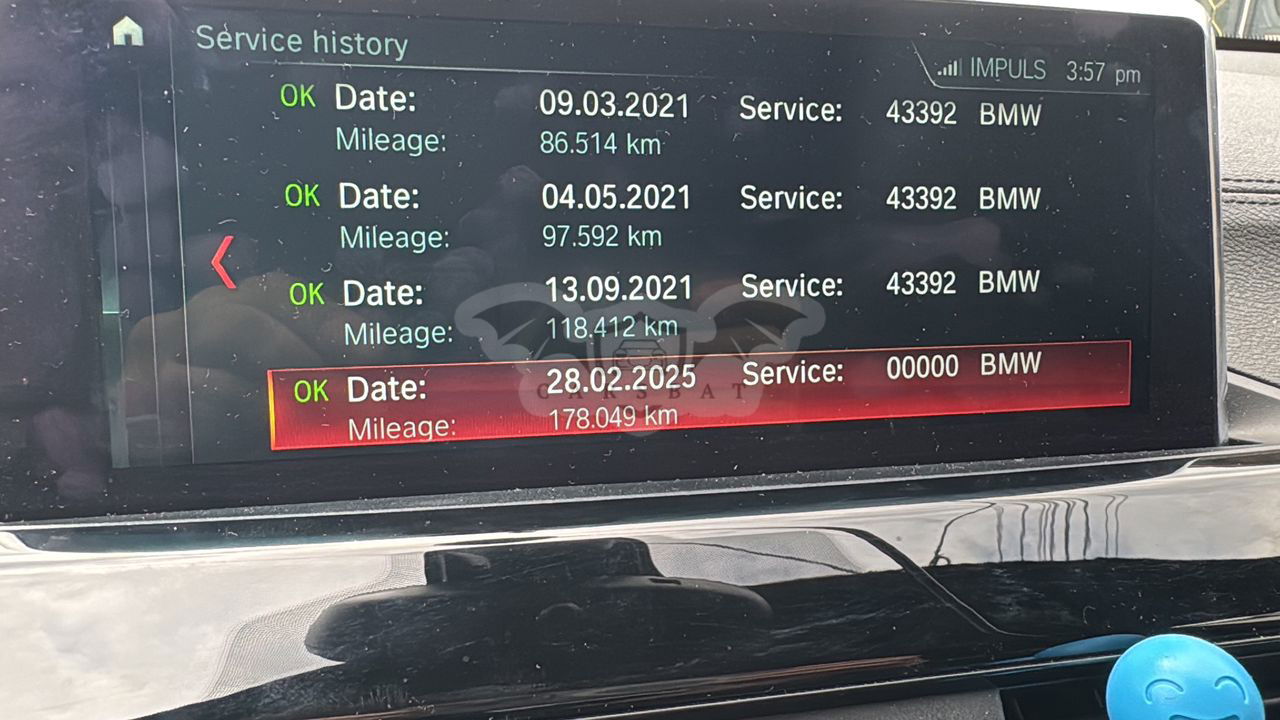 Service history
IMPULS 3:57 pm
OK Date: 09.03.2021 Service: 43392 BMW
Mileage: 86.514 km
OK Date: 04.05.2021 Service: 43392 BMW
Mileage: 97.592 km
OK Date: 13.09.2021 Service: 43392 BMW
Mileage: 118.412 km
OK Date: 28.02.2025 Service: 00000 BMW
Mileage: 178.049 km
CARSBAT